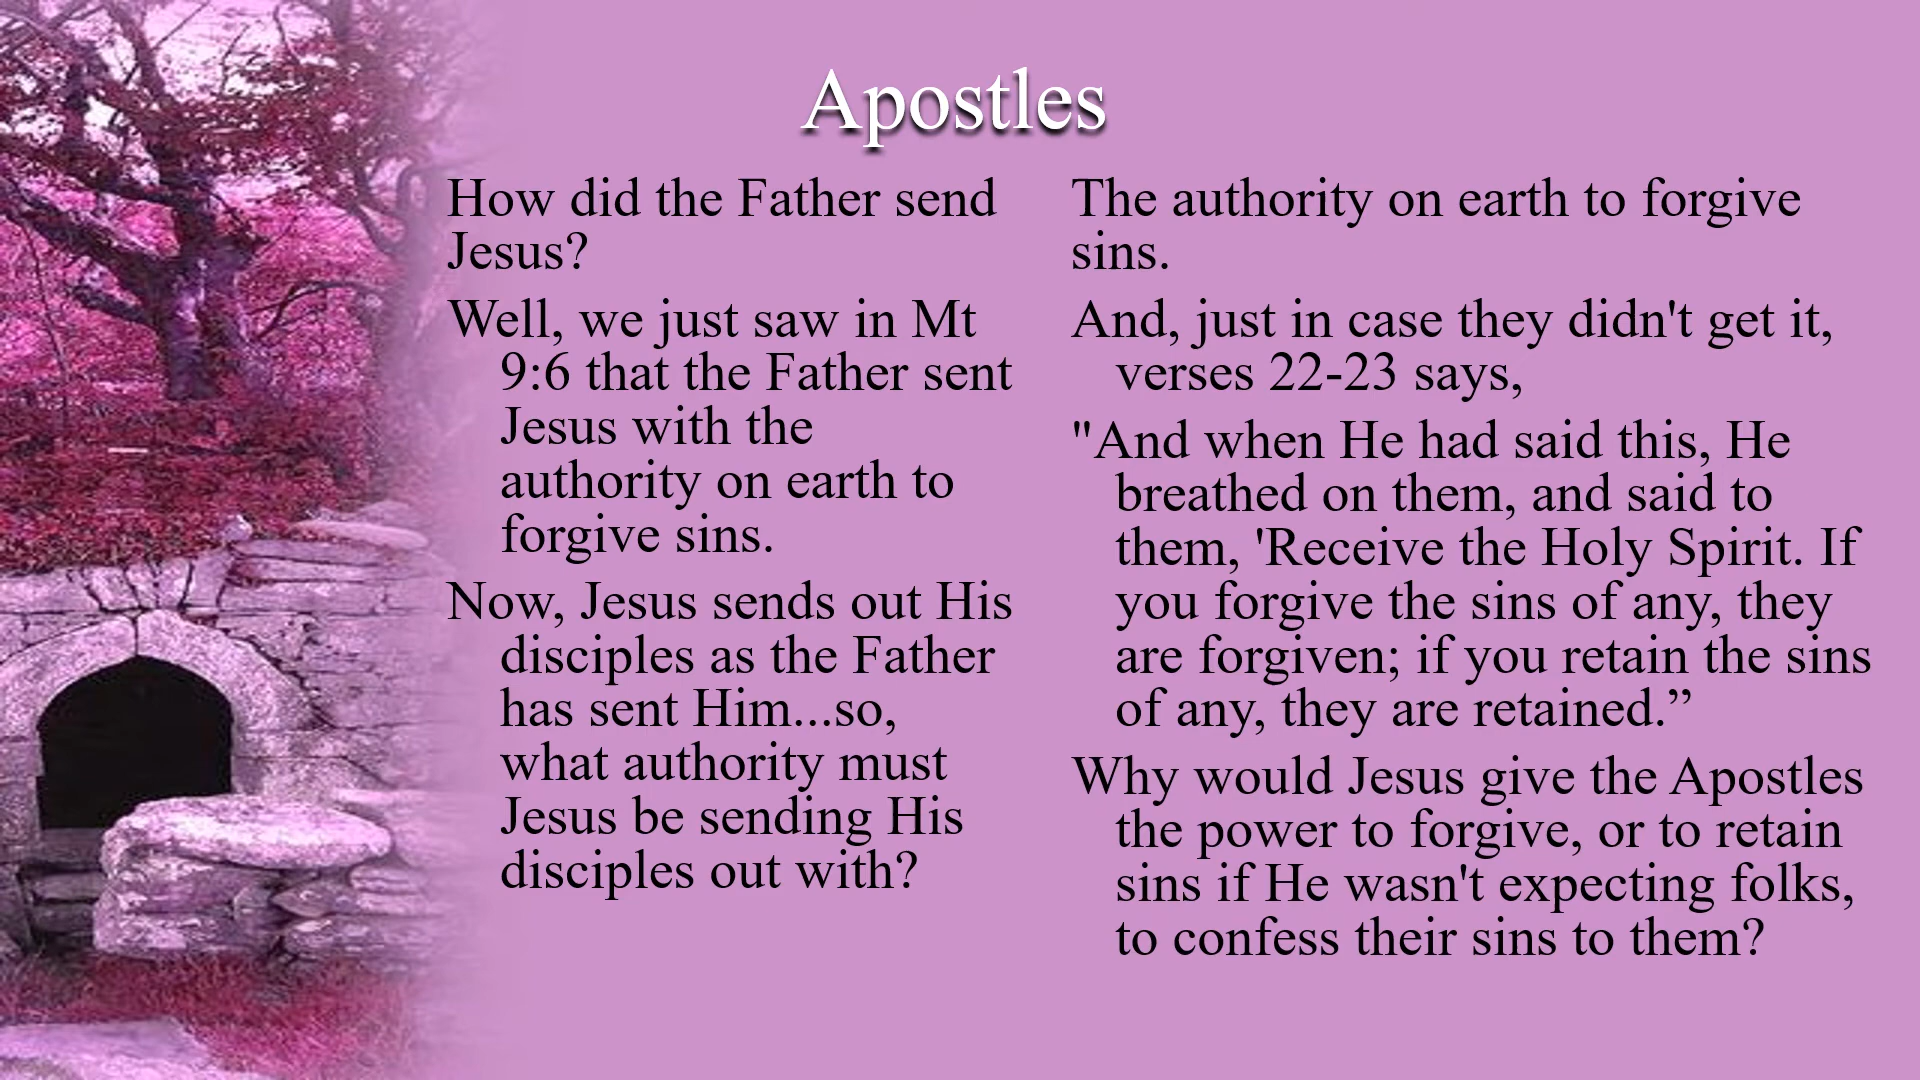 Apostles
How did the Father send
Jesus?
Well, we just saw in Mt
9:6 that the Father sent
Jesus with the
authority on earth to
forgive sins.
Now, Jesus sends out His
disciples as the Father
has sent Him...so,
what authority must
Jesus be sending His
disciples out with?
The authority on earth to forgive
sins.
And, just in case they didn't get it,
verses 22-23 says,
"And when He had said this, He
breathed on them, and said to
them, 'Receive the Holy Spirit. If
you forgive the sins of any, they
are forgiven; if you retain the sins
of any, they are retained.”
Why would Jesus give the Apostles
the power to forgive, or to retain
sins if He wasn't expecting folks,
to confess their sins to them?